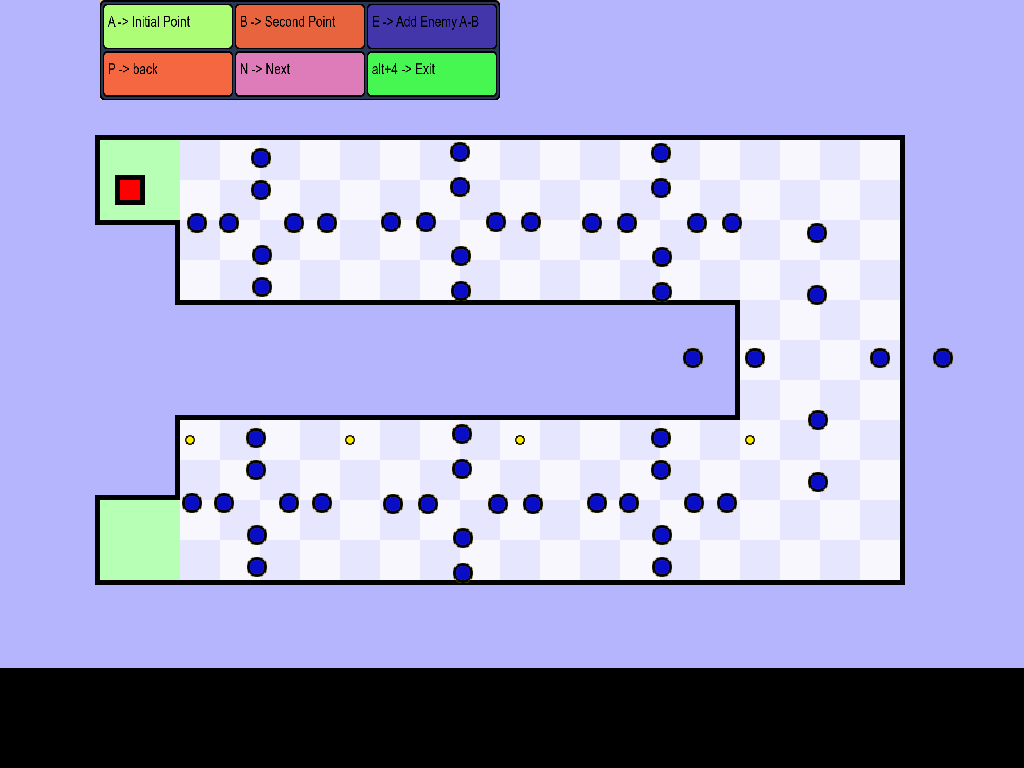 A -> Initial Point
B -> Second Point
E -> Add Enemy A-B
P -> back
N -> Next
alt+4 -> Exit